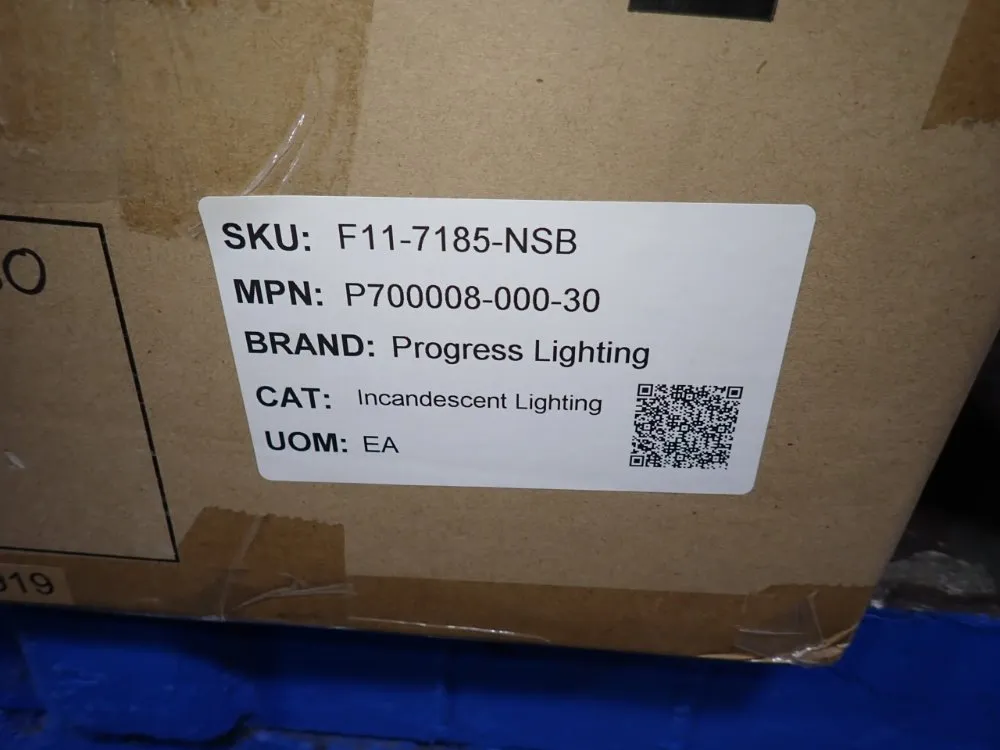 SKU: F11-7185-NSB
MPN: P700008-000-30
BRAND: Progress Lighting
CAT: Incandescent Lighting
UOM: EA